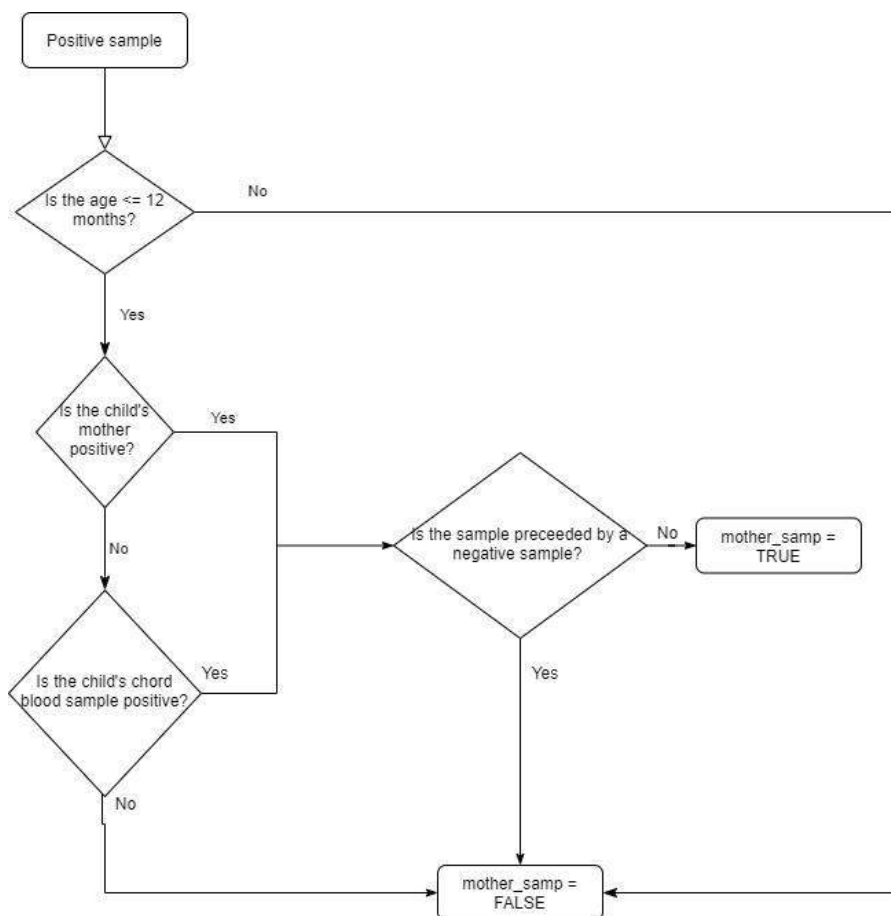 Positive sample
Is the age <= 12
months?
No
Yes
Is the child's
mother
positive?
Yes
No
Is the sample preceeded by a
negative sample?
No
mother_samp =
TRUE
Is the child's chord
blood sample positive?
Yes
Yes
No
mother_samp =
FALSE